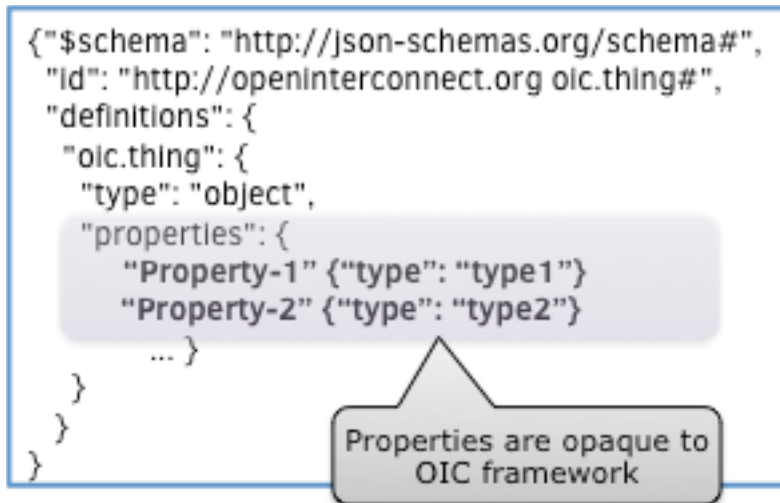 {"$schema": "http://json-schemas.org/schema#",
"id": "http://openinterconnect.org oic.thing#",
"definitions": {
"oic.thing": {
"type": "object",
"properties": {
“Property-1” {“type”: “type1”}
“Property-2” {“type”: “type2”}
... }
}
}
}
Properties are opaque to
OIC framework